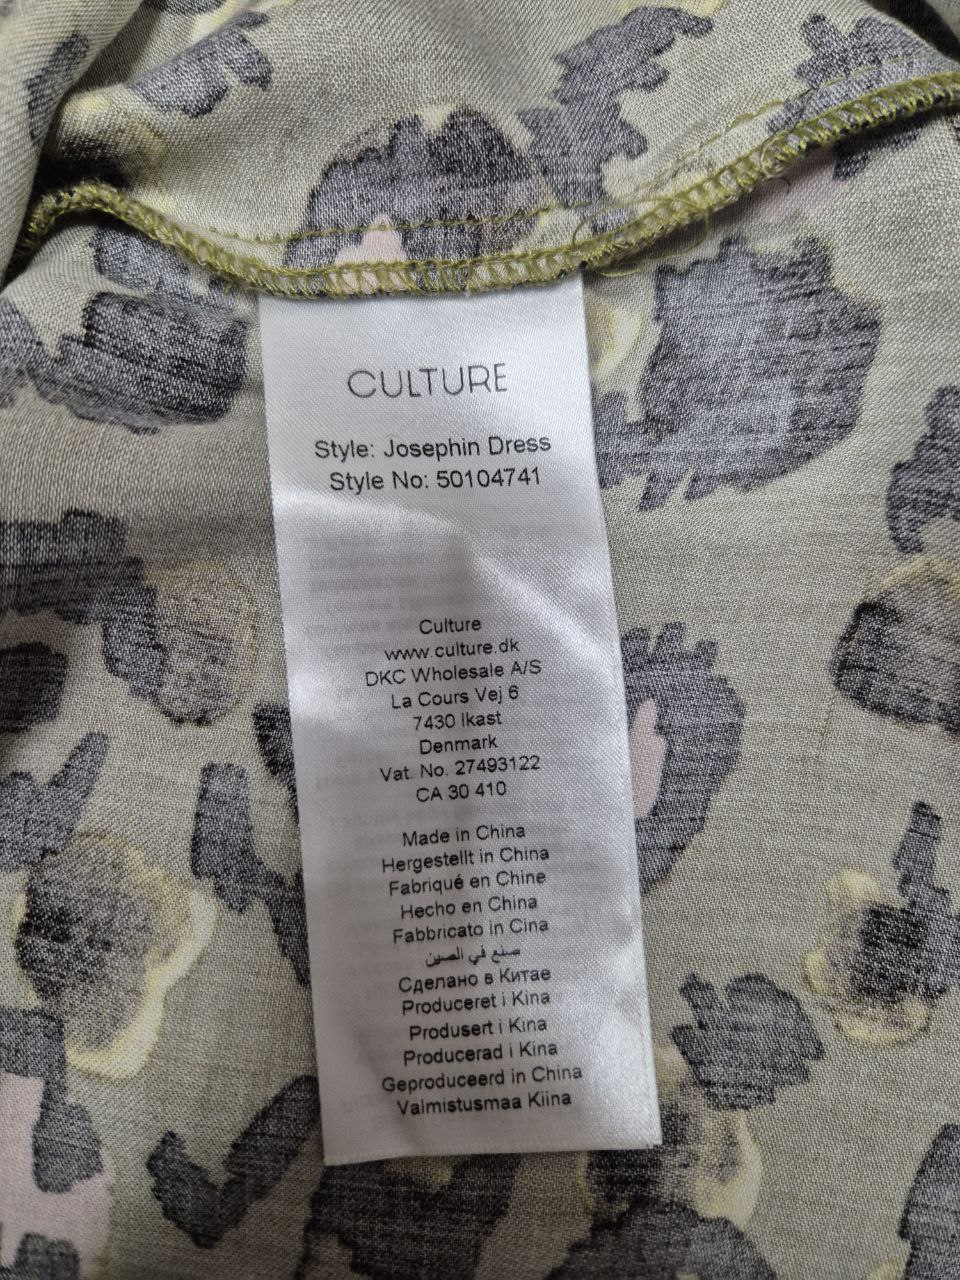 CULTURE
Style: Josephin Dress
Style No: 50104741
Culture
www.culture.dk
DKC Wholesale A/S
La Cours Vej 6
7430 Ikast
Denmark
Vat. No. 27493122
CA 30 410
Made in China
Hergestellt in China
Fabriqué en Chine
Hecho en China
Fabbricato in Cina
صنع في الصين
Сделано в Китае
Produceret i Kina
Produsert i Kina
Producerad i Kina
Geproduceerd in China
Valmistusmaa Kiina